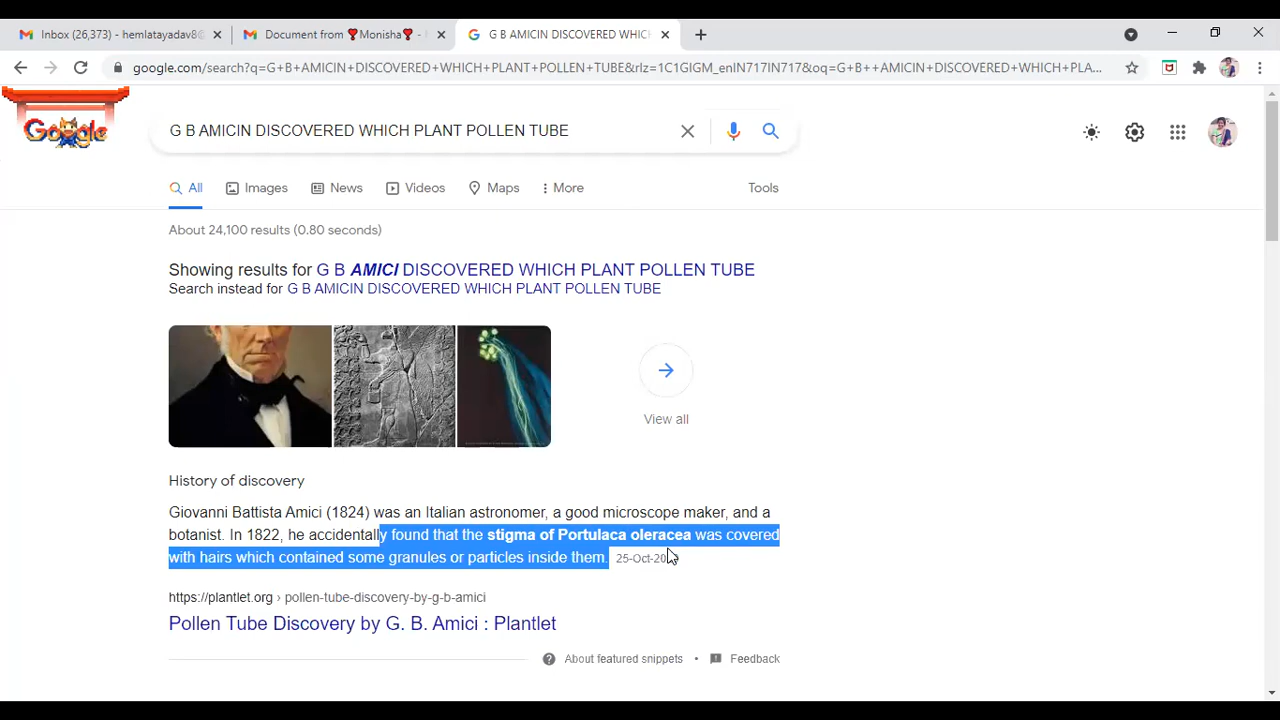 Inbox (26,373) - hemlatayadav8@
Document from ❣Monisha❣ -
G B AMICIN DISCOVERED WHICH
google.com/search?q=G+B+AMICIN+DISCOVERED+WHICH+PLANT+POLLEN+TUBE&rlz=1C1GIGM_enIN717IN717&oq=G+B++AMICIN+DISCOVERED+WHICH+PLA...
Google
G B AMICIN DISCOVERED WHICH PLANT POLLEN TUBE
All Images News Videos Maps More Tools
About 24,100 results (0.80 seconds)
Showing results for G B AMICI DISCOVERED WHICH PLANT POLLEN TUBE
Search instead for G B AMICIN DISCOVERED WHICH PLANT POLLEN TUBE
View all
History of discovery
Giovanni Battista Amici (1824) was an Italian astronomer, a good microscope maker, and a
botanist. In 1822, he accidentally found that the stigma of Portulaca oleracea was covered
with hairs which contained some granules or particles inside them. 25-Oct-20
https://plantlet.org › pollen-tube-discovery-by-g-b-amici
Pollen Tube Discovery by G. B. Amici : Plantlet
About featured snippets • Feedback